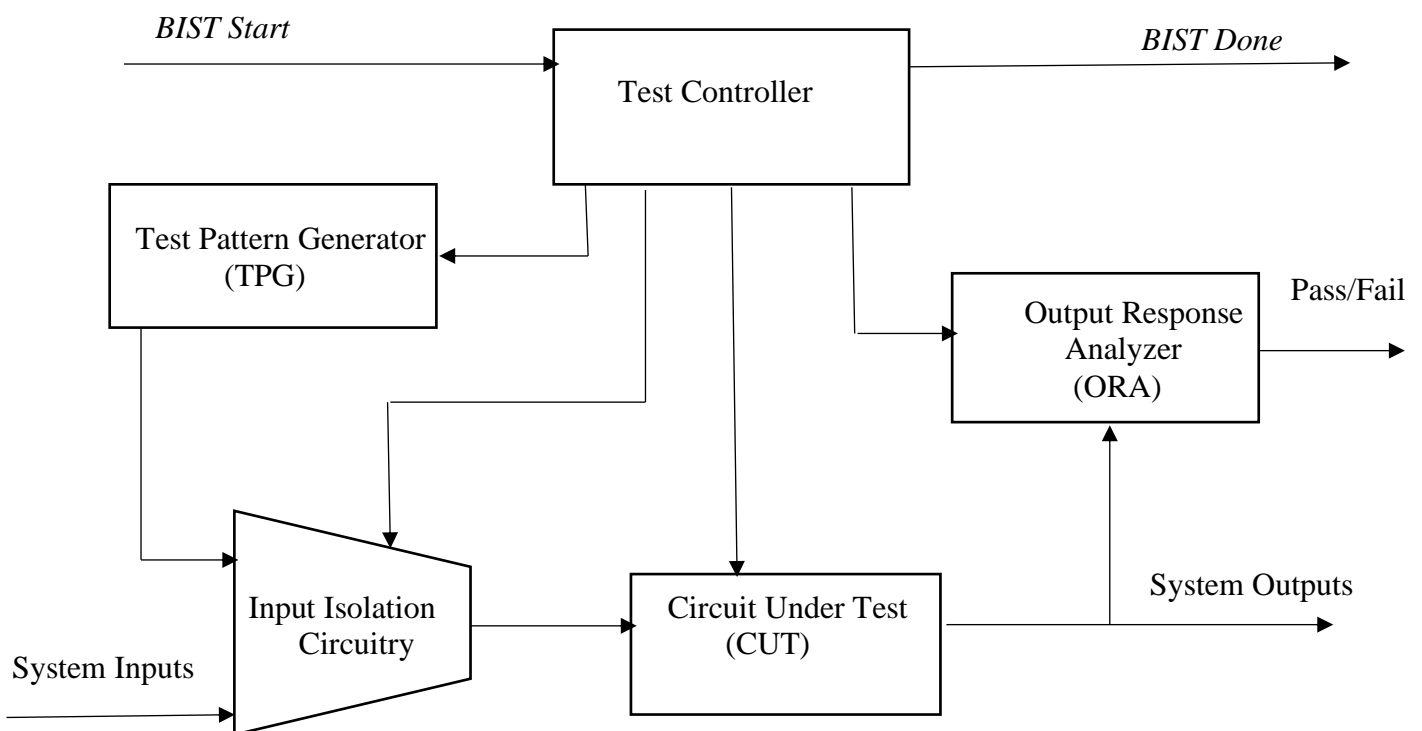 BIST Start
BIST Done
Test Controller
Test Pattern Generator
(TPG)
Pass/Fail
Output Response
Analyzer
(ORA)
System Outputs
Circuit Under Test
(CUT)
Input Isolation
Circuitry
System Inputs